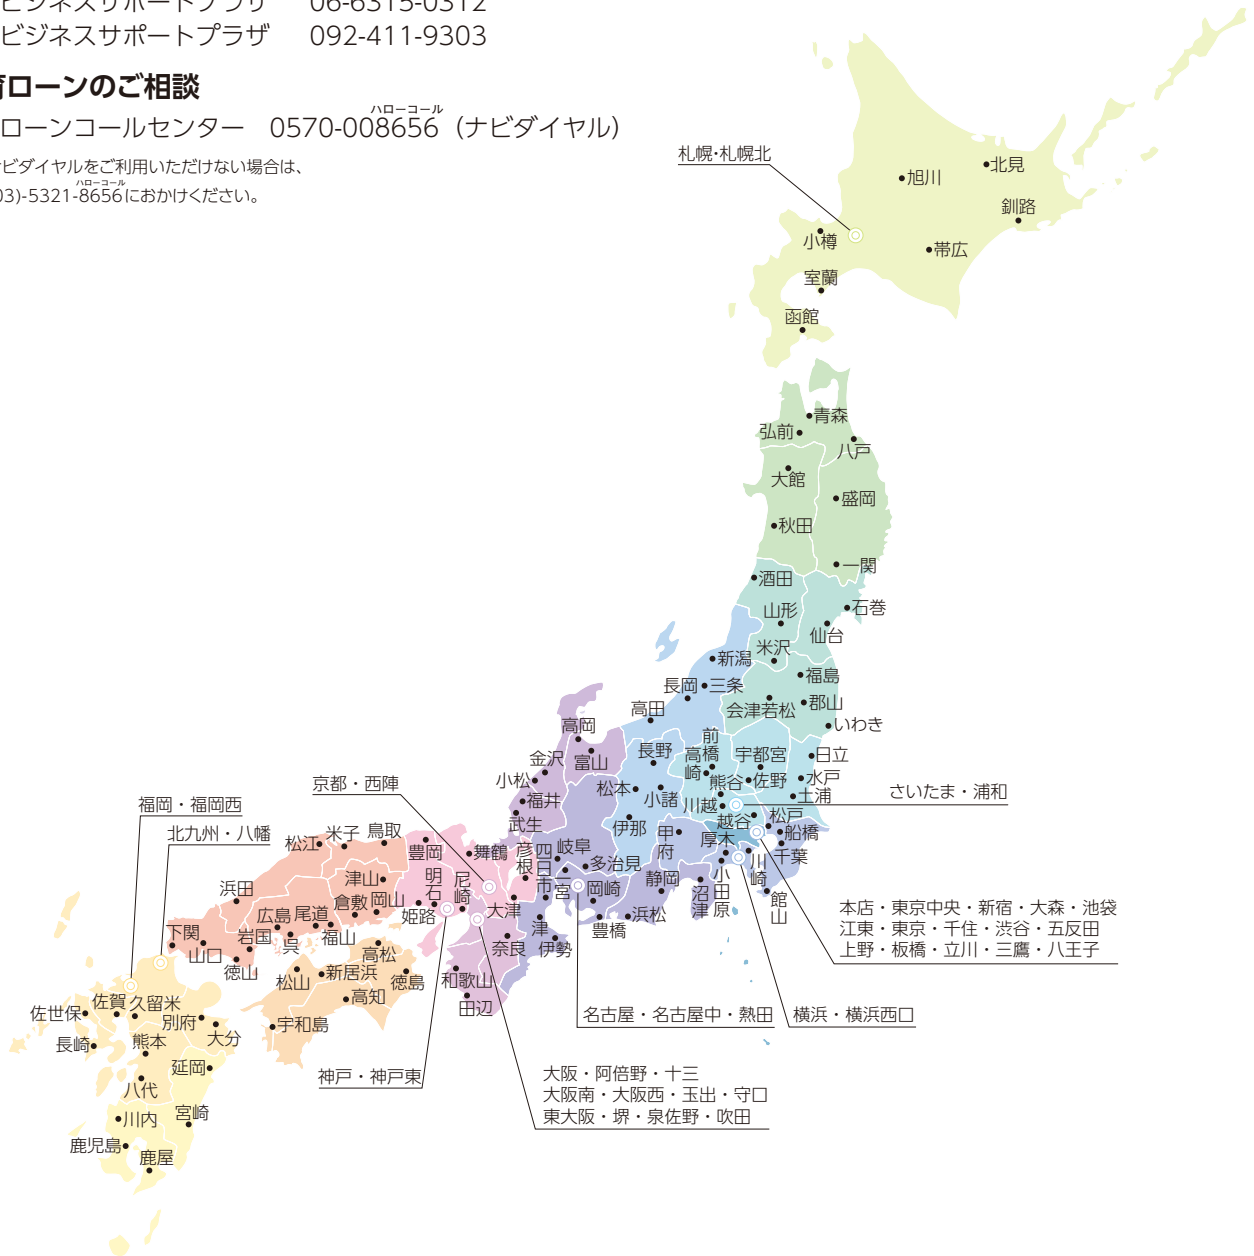 ビジネスサポートプラザ 06-6315-0312
ビジネスサポートプラザ 092-411-9303
育ローンのご相談
ハローコール
ローンコールセンター 0570-008656（ナビダイヤル）
ナビダイヤルをご利用いただけない場合は、
ハローコール
03)-5321-8656におかけください。
札幌・札幌北
旭川
北見
釧路
小樽
帯広
室蘭
函館
青森
弘前
八戸
大館
盛岡
秋田
一関
酒田
石巻
山形
仙台
米沢
新潟
福島
長岡
三条
会津若松
郡山
高田
いわき
高岡
前橋
金沢
富山
長野
高崎
宇都宮
日立
小松
松本
小諸
熊谷
佐野
水戸
福井
川越
土浦
さいたま・浦和
武生
伊那
甲府
越谷
松戸
船橋
厚木
千葉
川崎
京都・西陣
福岡・福岡西
北九州・八幡
松江
米子
鳥取
豊岡
舞鶴
彦根
四日市
岐阜
多治見
一宮
岡崎
静岡
沼津
小田原
館山
浜田
津山
明石
尼崎
倉敷
岡山
姫路
大津
豊橋
浜松
広島
尾道
下関
山口
岩国
呉
福山
高松
奈良
津
伊勢
徳山
松山
新居浜
徳島
和歌山
高知
田辺
佐世保
佐賀
久留米
別府
大分
宇和島
長崎
熊本
延岡
八代
川内
宮崎
鹿児島
鹿屋
本店・東京中央・新宿・大森・池袋
江東・東京・千住・渋谷・五反田
上野・板橋・立川・三鷹・八王子
名古屋・名古屋中・熱田
横浜・横浜西口
神戸・神戸東
大阪・阿倍野・十三
大阪南・大阪西・玉出・守口
東大阪・堺・泉佐野・吹田